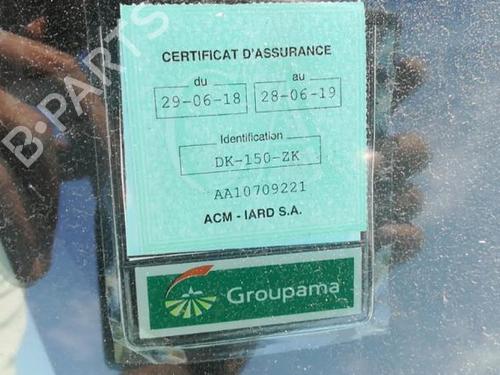 CERTIFICAT D'ASSURANCE
du au
29-06-18 28-06-19
Identification
DK-150-ZK
AA10709221
ACM - IARD S.A.
Groupama
B-PARTS